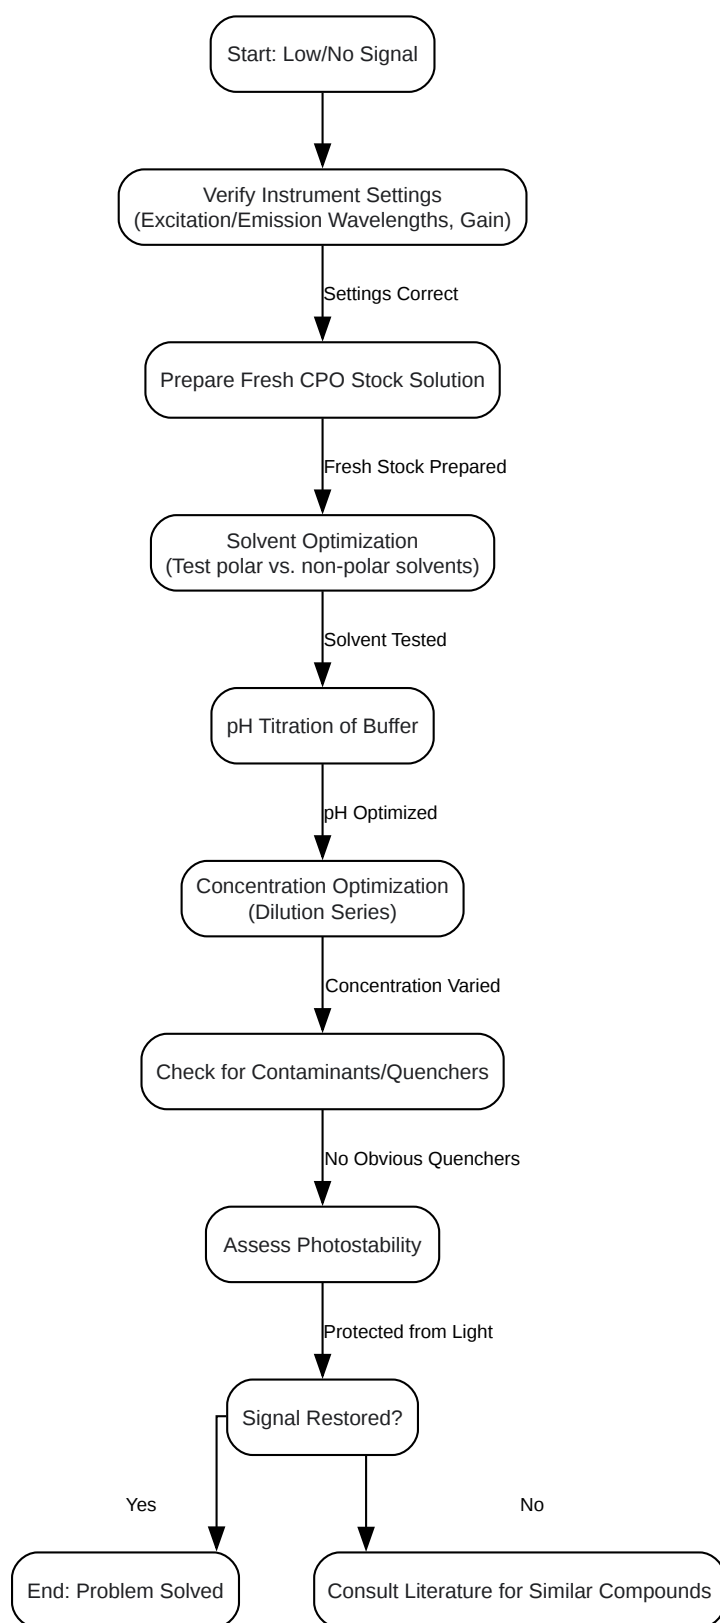 Start: Low/No Signal
Verify Instrument Settings
(Excitation/Emission Wavelengths, Gain)
Settings Correct
Prepare Fresh CPO Stock Solution
Fresh Stock Prepared
Solvent Optimization
(Test polar vs. non-polar solvents)
Solvent Tested
pH Titration of Buffer
pH Optimized
Concentration Optimization
(Dilution Series)
Concentration Varied
Check for Contaminants/Quenchers
No Obvious Quenchers
Assess Photostability
Protected from Light
Signal Restored?
Yes
No
End: Problem Solved
Consult Literature for Similar Compounds